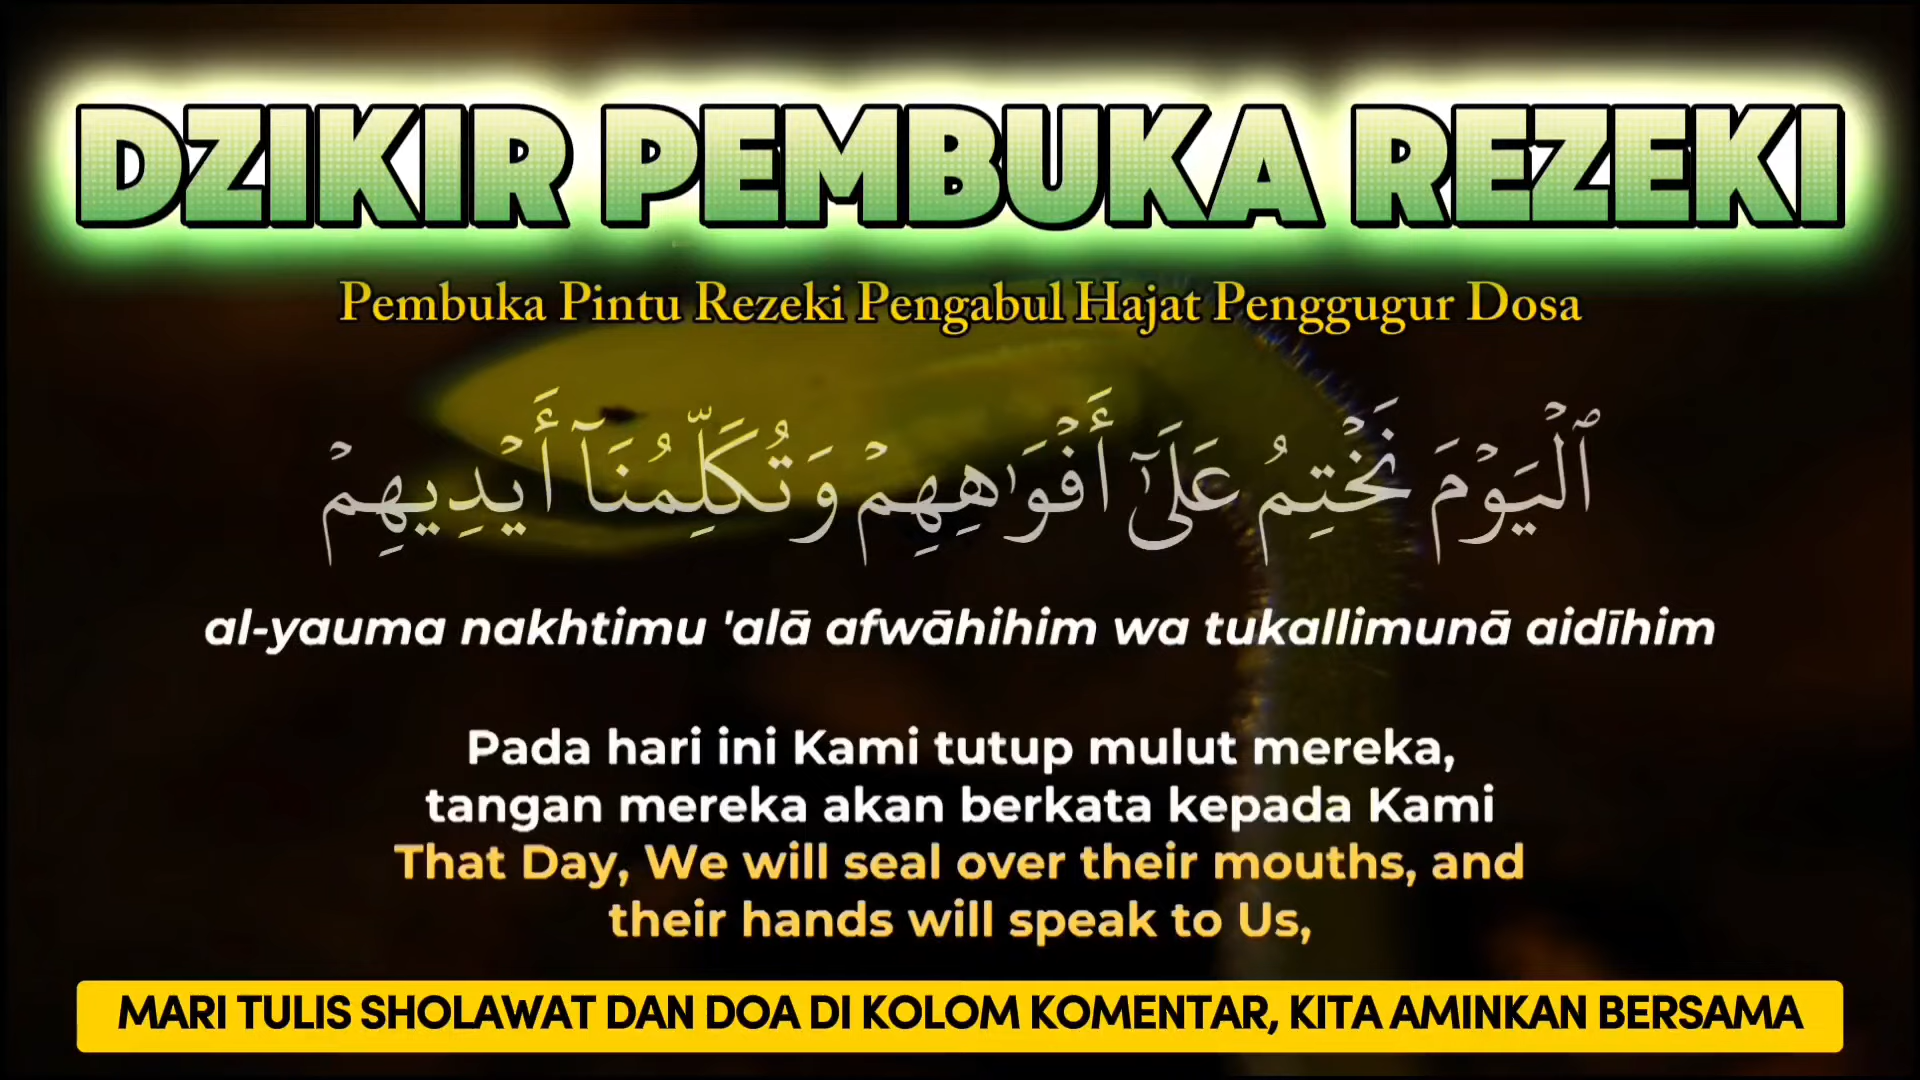 DZIKIR PEMBUKA REZEKI
Pembuka Pintu Rezeki Pengabul Hajat Penggugur Dosa
ٱلْيَوْمَ نَخْتِمُ عَلَىٰٓ أَفْوَٰهِهِمْ وَتُكَلِّمُنَآ أَيْدِيهِمْ
al-yauma nakhtimu 'alā afwāhihim wa tukallimunā aidīhim
Pada hari ini Kami tutup mulut mereka,
tangan mereka akan berkata kepada Kami
That Day, We will seal over their mouths, and
their hands will speak to Us,
MARI TULIS SHOLAWAT DAN DOA DI KOLOM KOMENTAR, KITA AMINKAN BERSAMA